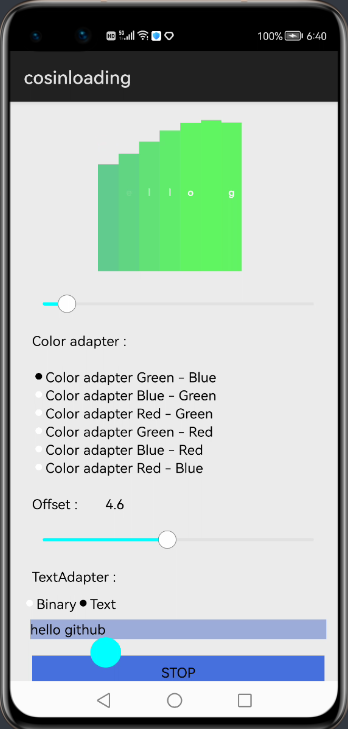 100% 6:40
cosinloading
e l l o g
Color adapter :
Color adapter Green - Blue
Color adapter Blue - Green
Color adapter Red - Green
Color adapter Green - Red
Color adapter Blue - Red
Color adapter Red - Blue
Offset : 4.6
TextAdapter :
Binary Text
hello github
STOP